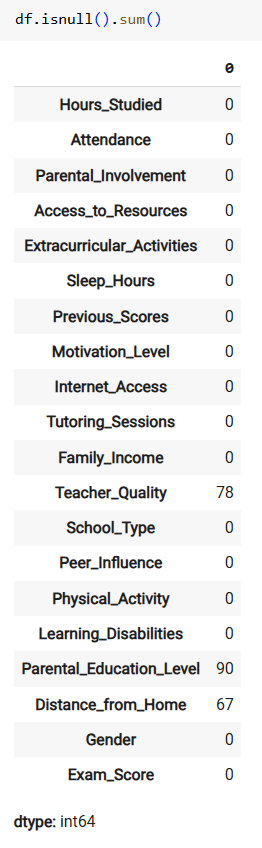 df.isnull().sum()
0
Hours_Studied 0
Attendance 0
Parental_Involvement 0
Access_to_Resources 0
Extracurricular_Activities 0
Sleep_Hours 0
Previous_Scores 0
Motivation_Level 0
Internet_Access 0
Tutoring_Sessions 0
Family_Income 0
Teacher_Quality 78
School_Type 0
Peer_Influence 0
Physical_Activity 0
Learning_Disabilities 0
Parental_Education_Level 90
Distance_from_Home 67
Gender 0
Exam_Score 0
dtype: int64